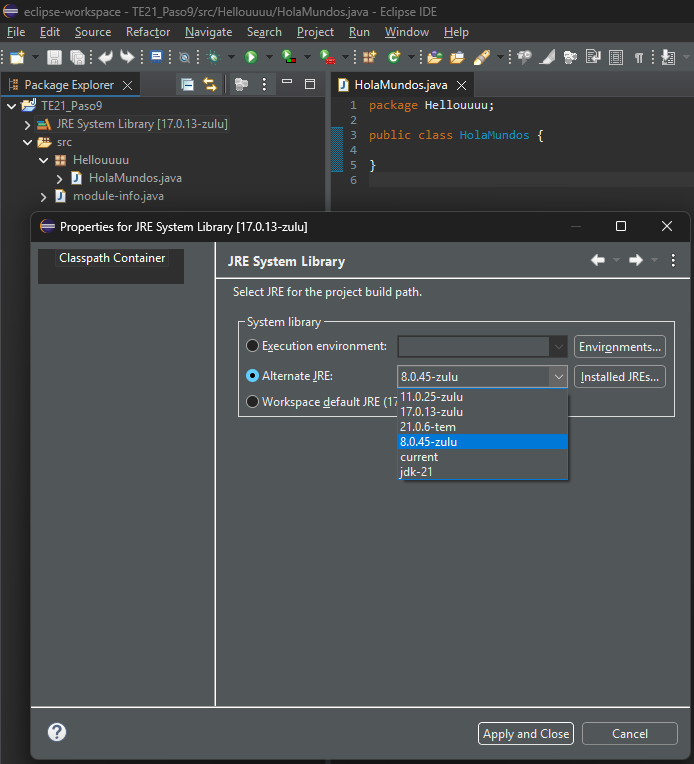 eclipse-workspace - TE21_Paso9/src/Hellouuuu/HolaMundos.java - Eclipse IDE
File Edit Source Refactor Navigate Search Project Run Window Help
Package Explorer
HolaMundos.java
TE21_Paso9
JRE System Library [17.0.13-zulu]
src
Hellouuuu
HolaMundos.java
module-info.java
1 package Hellouuuu;
2
3 public class HolaMundos {
4
5 }
6
Properties for JRE System Library [17.0.13-zulu]
Classpath Container
JRE System Library
Select JRE for the project build path.
System library
Execution environment:
Environments...
Alternate JRE:
8.0.45-zulu
Installed JREs...
Workspace default JRE (17
11.0.25-zulu
17.0.13-zulu
21.0.6-tem
8.0.45-zulu
current
jdk-21
Apply and Close
Cancel